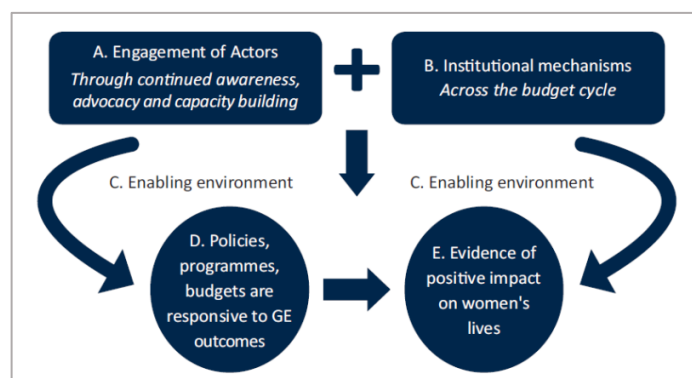 A. Engagement of Actors
Through continued awareness,
advocacy and capacity building
B. Institutional mechanisms
Across the budget cycle
C. Enabling environment
C. Enabling environment
D. Policies,
programmes,
budgets are
responsive to GE
outcomes
E. Evidence of
positive impact
on women's
lives